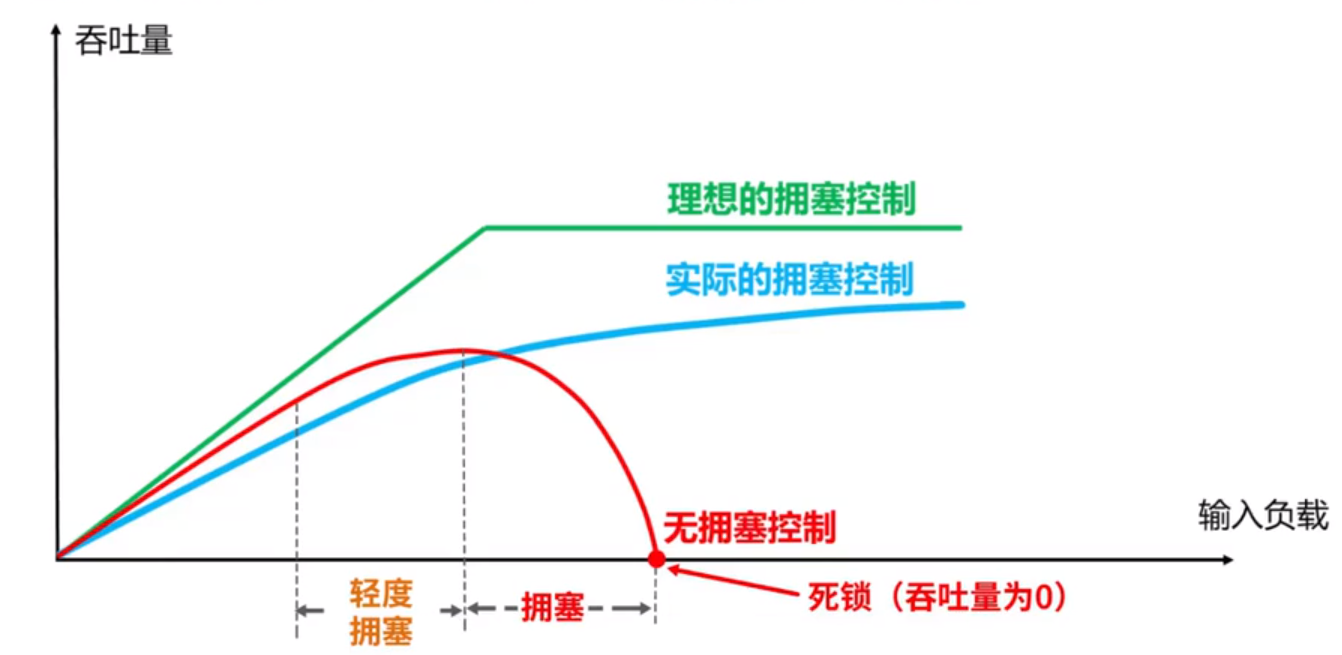 吞吐量
理想的拥塞控制
实际的拥塞控制
输入负载
无拥塞控制
死锁（吞吐量为0）
轻度
拥塞
拥塞